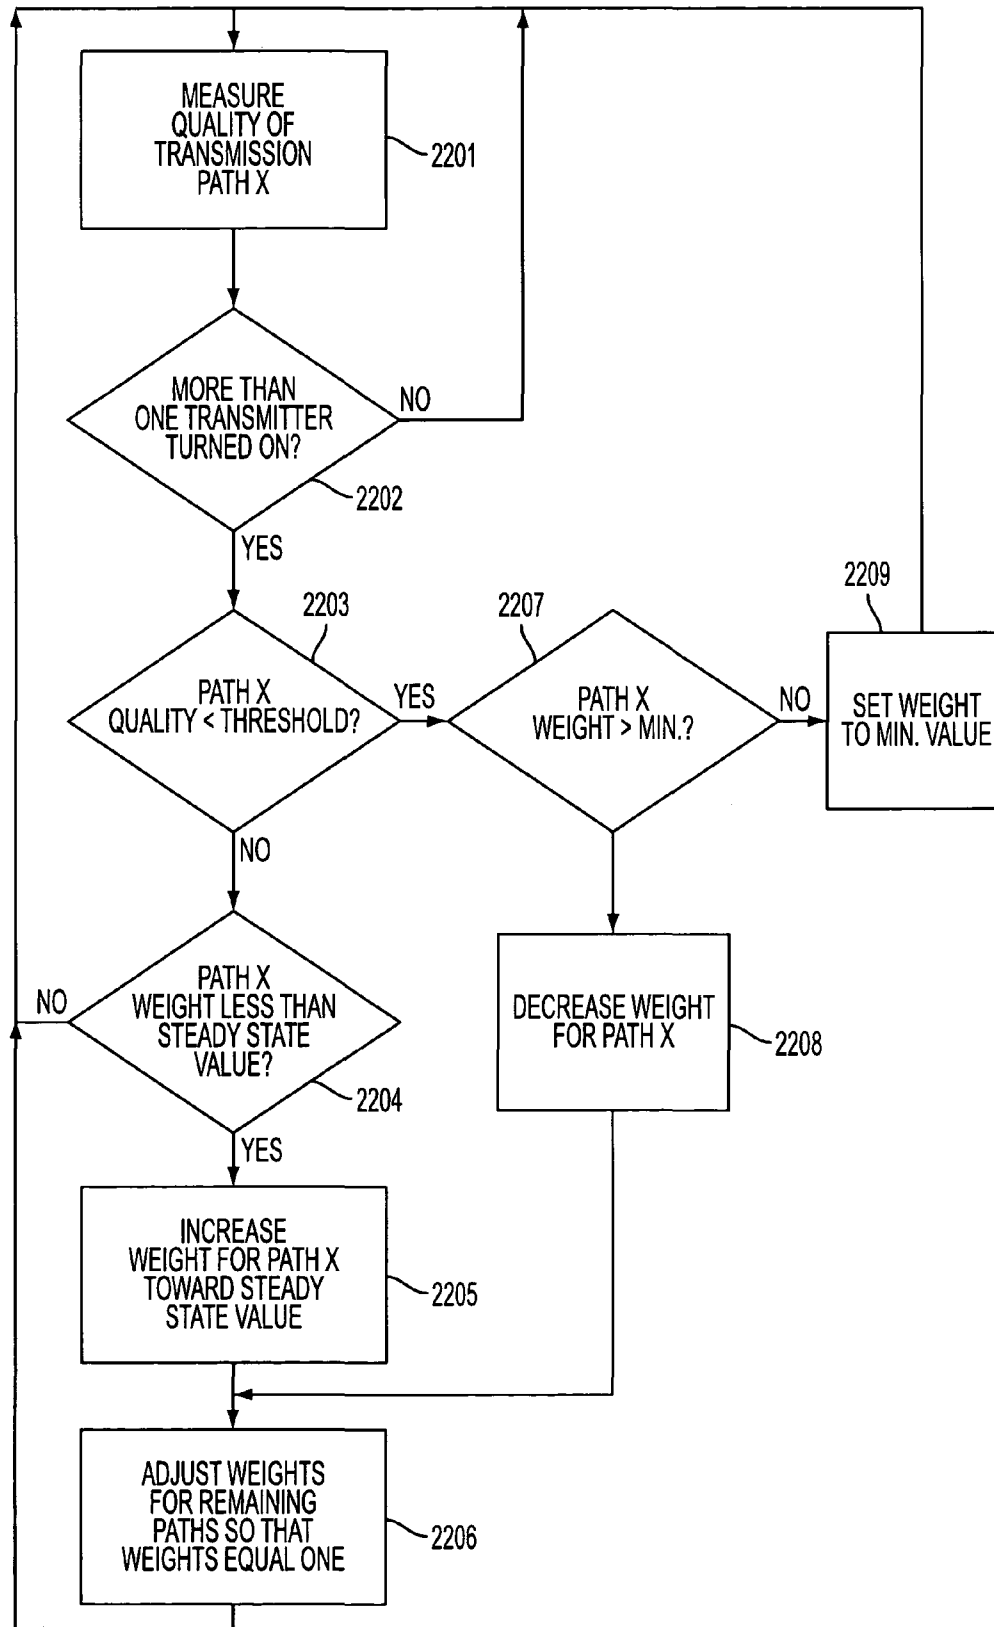 MEASURE
QUALITY OF
TRANSMISSION
PATH X
2201
MORE THAN
ONE TRANSMITTER
TURNED ON?
NO
2202
YES
2203
PATH X
QUALITY < THRESHOLD?
YES
2207
PATH X
WEIGHT > MIN.?
NO
2209
SET WEIGHT
TO MIN. VALUE
NO
PATH X
WEIGHT LESS THAN
STEADY STATE
VALUE?
NO
2204
YES
DECREASE WEIGHT
FOR PATH X
2208
INCREASE
WEIGHT FOR PATH X
TOWARD STEADY
STATE VALUE
2205
ADJUST WEIGHTS
FOR REMAINING
PATHS SO THAT
WEIGHTS EQUAL ONE
2206